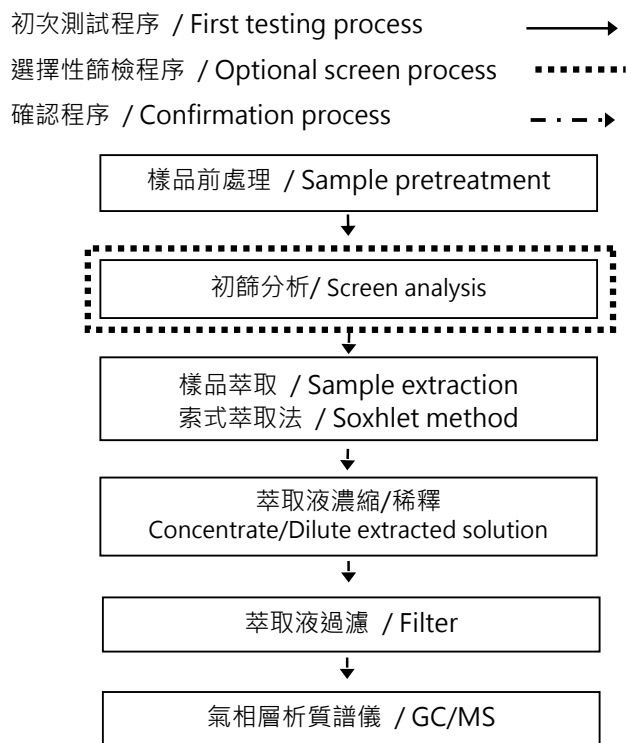 初次測試程序 / First testing process
選擇性篩檢程序 / Optional screen process
確認程序 / Confirmation process
樣品前處理 / Sample pretreatment
初篩分析/ Screen analysis
樣品萃取 / Sample extraction
索式萃取法 / Soxhlet method
萃取液濃縮/稀釋
Concentrate/Dilute extracted solution
萃取液過濾 / Filter
氣相層析質譜儀 / GC/MS